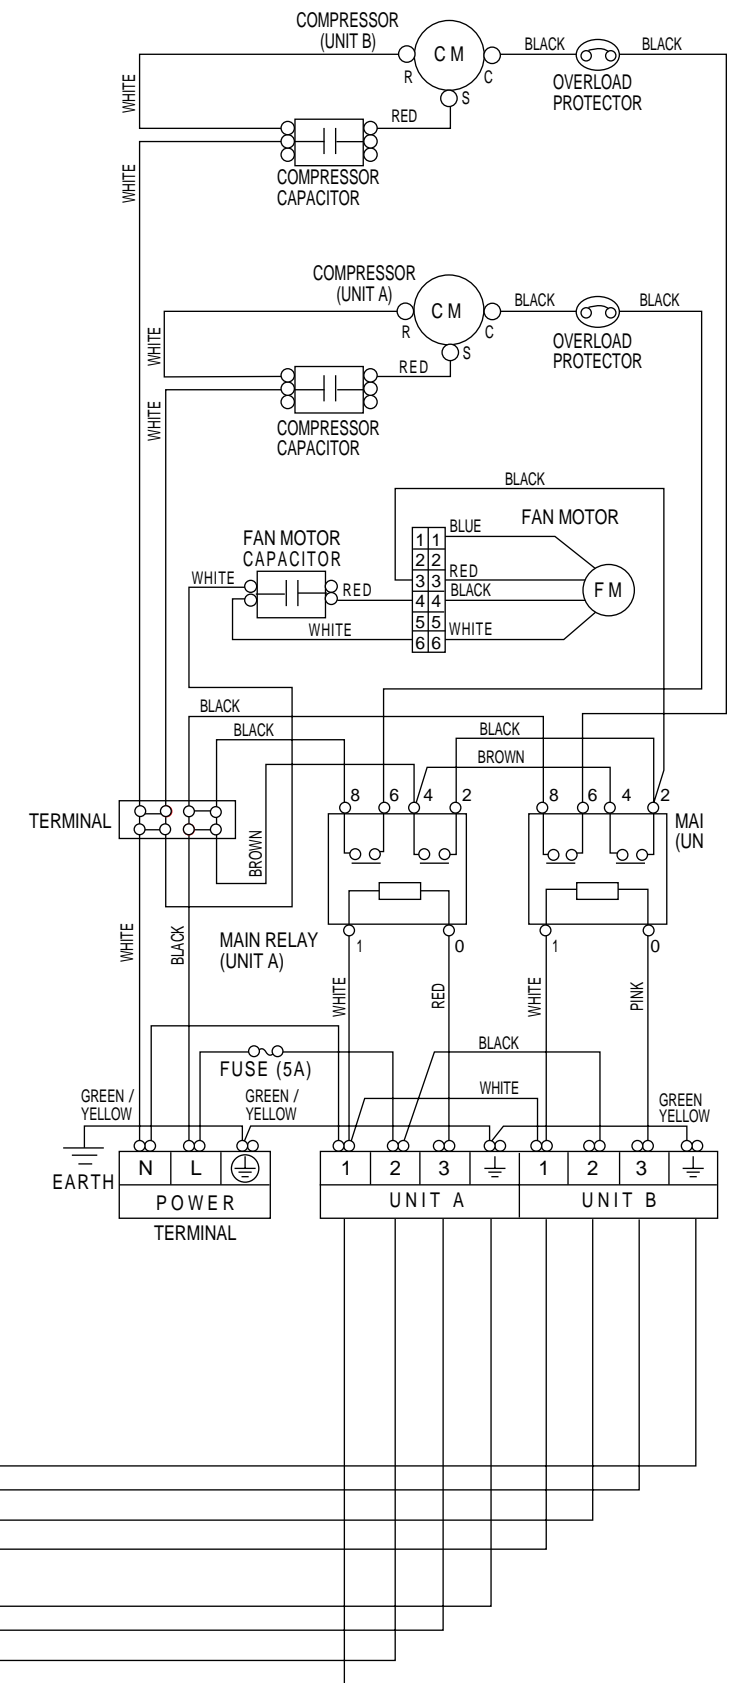 COMPRESSOR
(UNIT B)
CM
R
C
S
BLACK
BLACK
OVERLOAD
PROTECTOR
WHITE
RED
COMPRESSOR
CAPACITOR
WHITE
COMPRESSOR
(UNIT A)
CM
R
C
S
BLACK
BLACK
OVERLOAD
PROTECTOR
WHITE
RED
COMPRESSOR
CAPACITOR
WHITE
BLACK
FAN MOTOR
FAN MOTOR
CAPACITOR
BLUE
1 1
2 2
3 3
4 4
5 5
6 6
RED
BLACK
WHITE
FM
WHITE
RED
WHITE
BLACK
BLACK
BLACK
BROWN
8 6 4 2
8 6 4 2
TERMINAL
MAI
(UN
BROWN
WHITE
BLACK
MAIN RELAY
(UNIT A)
1 0
1 0
WHITE
RED
WHITE
PINK
BLACK
FUSE (5A)
WHITE
GREEN /
YELLOW
GREEN /
YELLOW
GREEN
YELLOW
EARTH
N L
1 2 3
1 2 3
POWER
UNIT A
UNIT B
TERMINAL